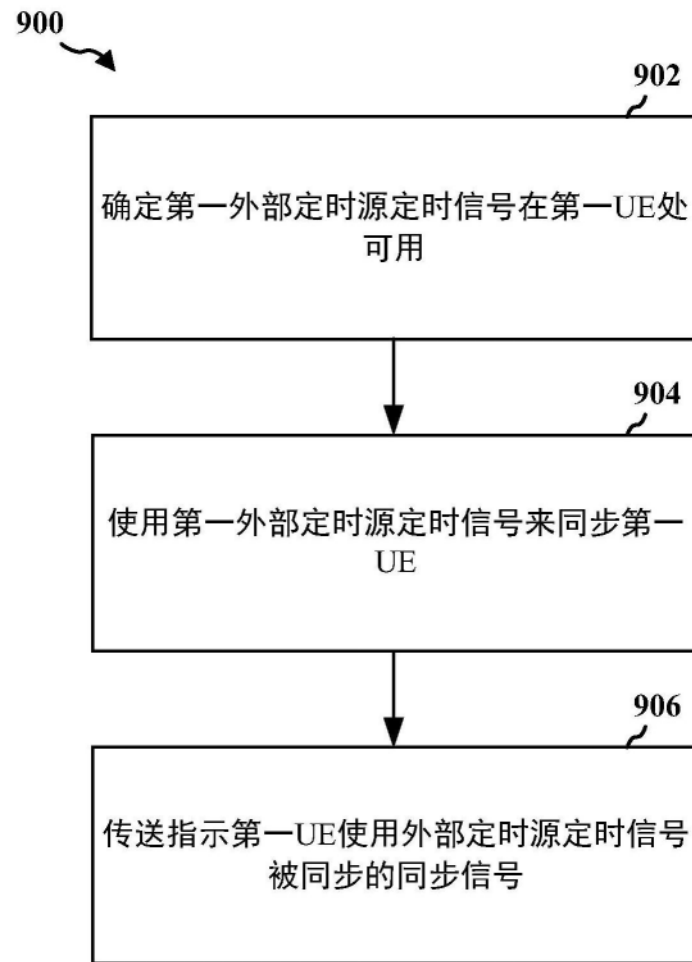 900
902
确定第一外部定时源定时信号在第一UE处
可用
904
使用第一外部定时源定时信号来同步第一
UE
906
传送指示第一UE使用外部定时源定时信号
被同步的同步信号